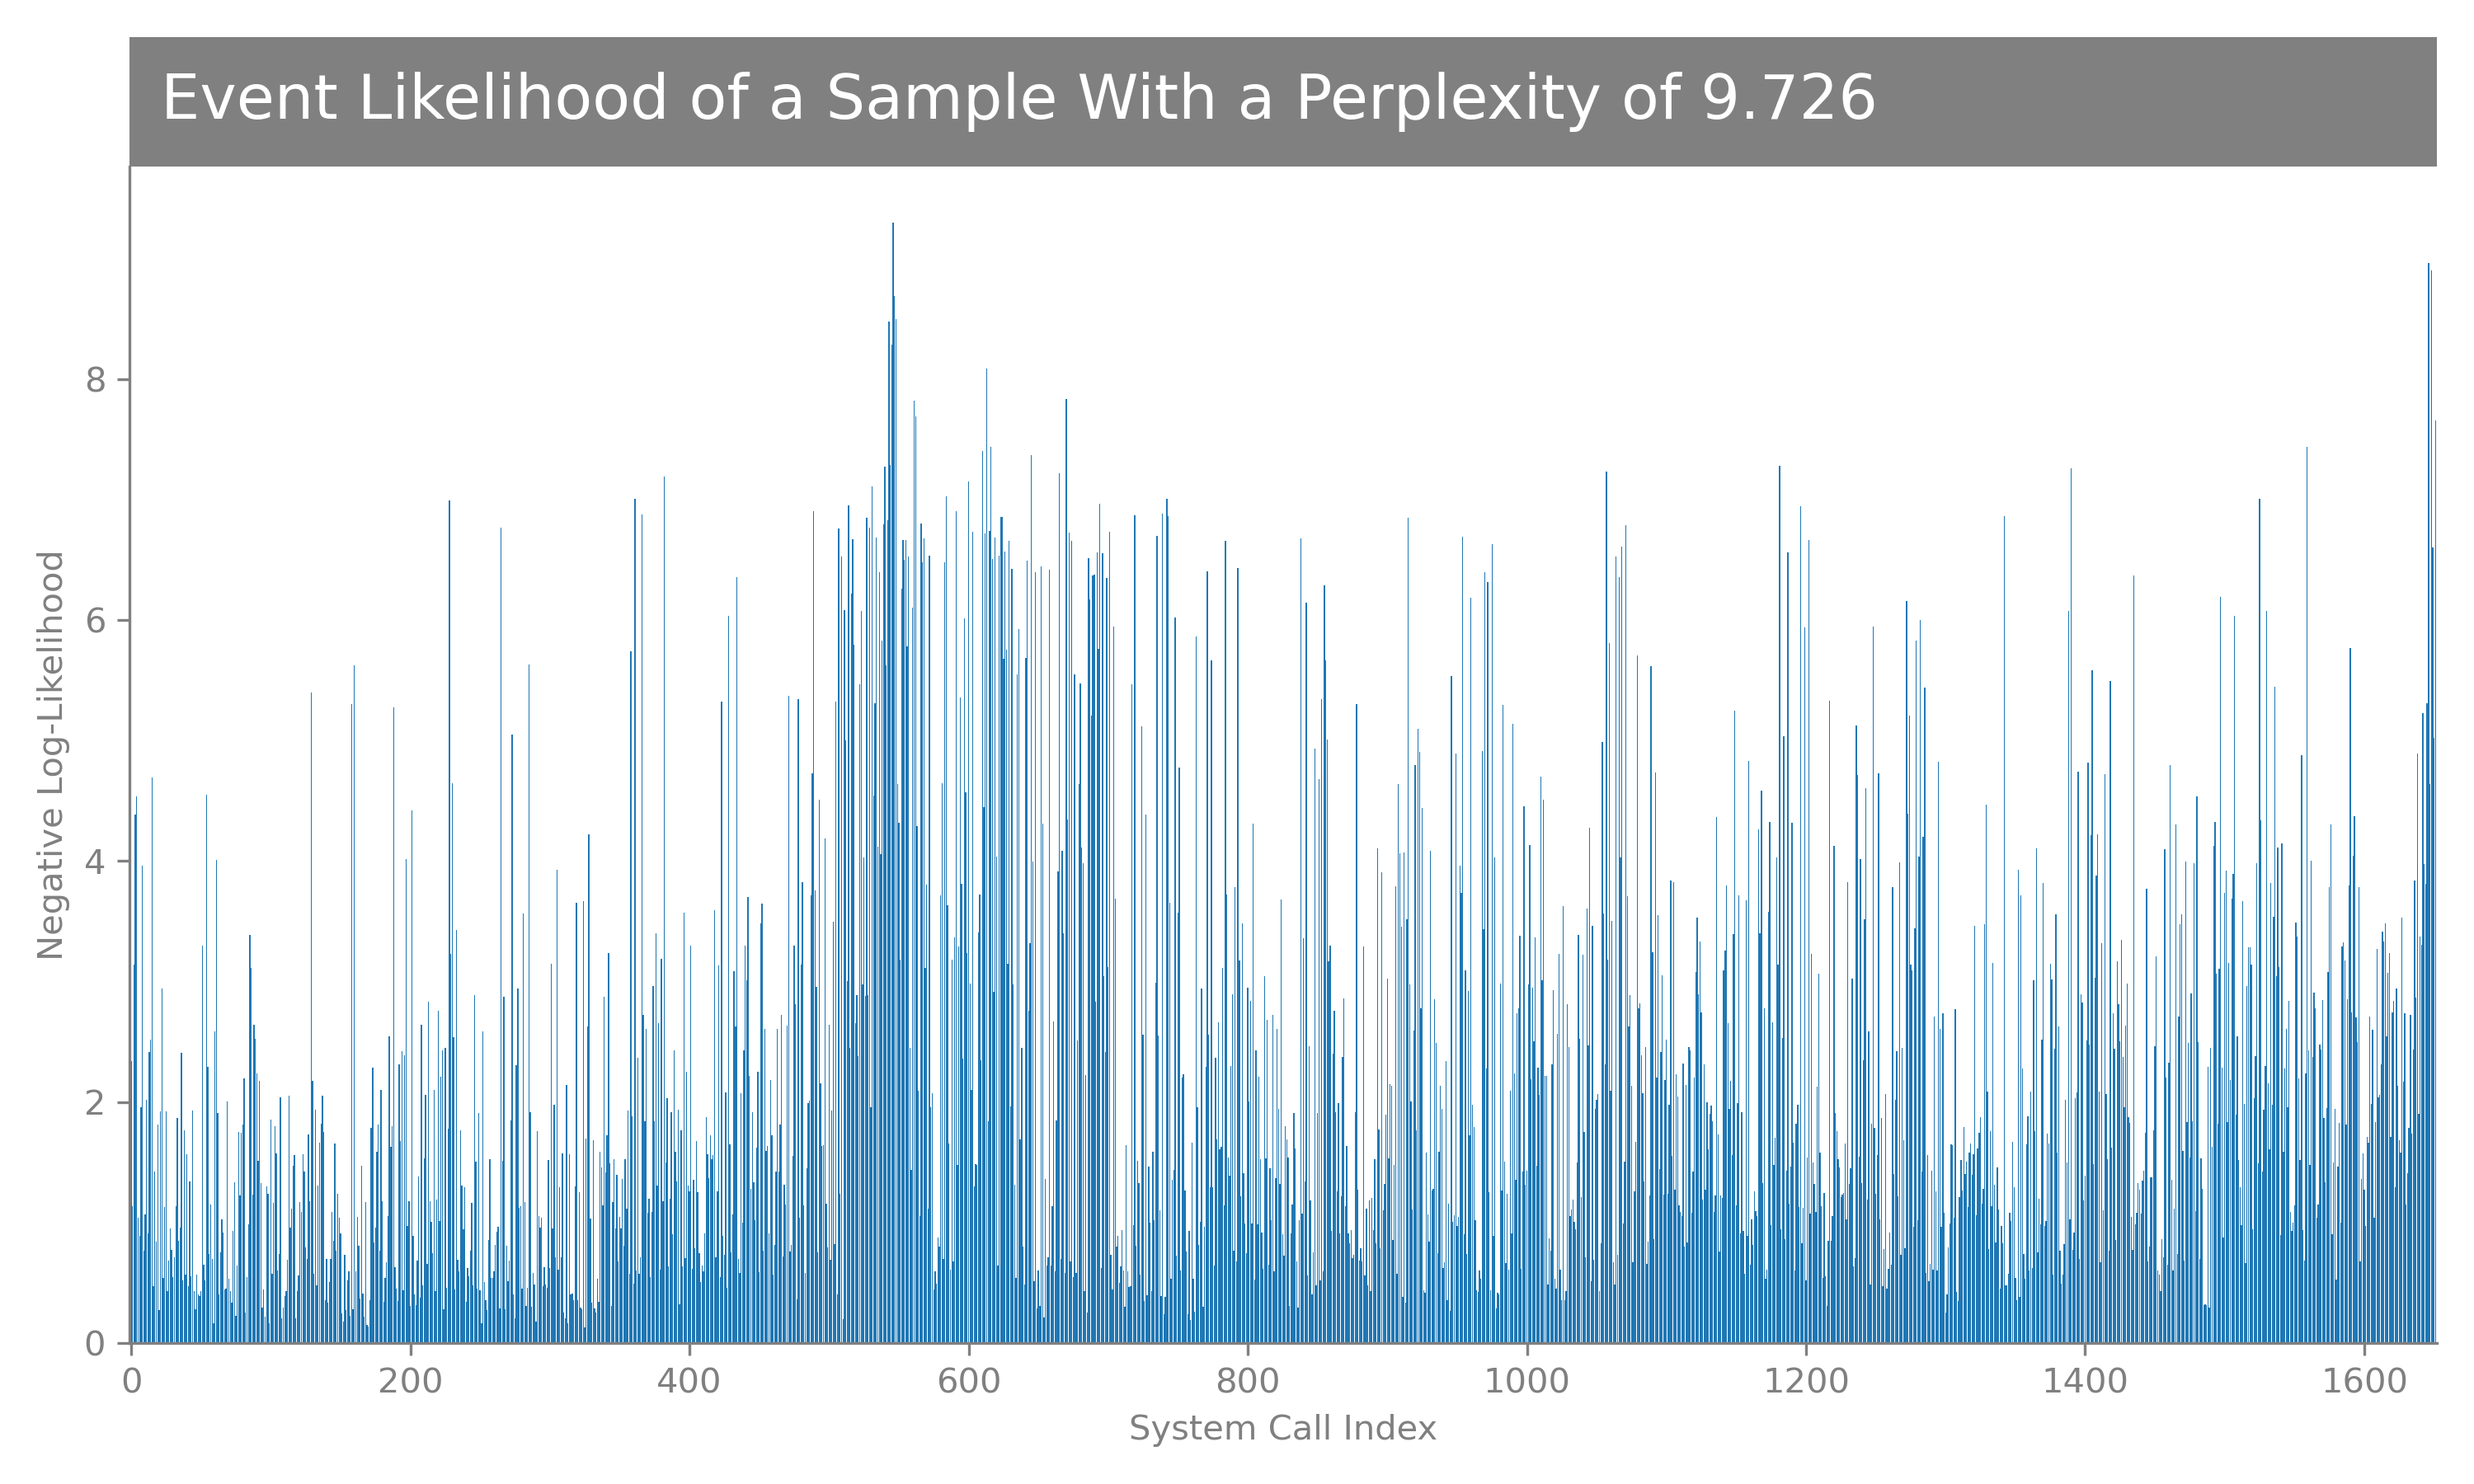 Event Likelihood of a Sample With a Perplexity of 9.726
Negative Log-Likelihood
8
6
4
2
0
0 200 400 600 800 1000 1200 1400 1600
System Call Index